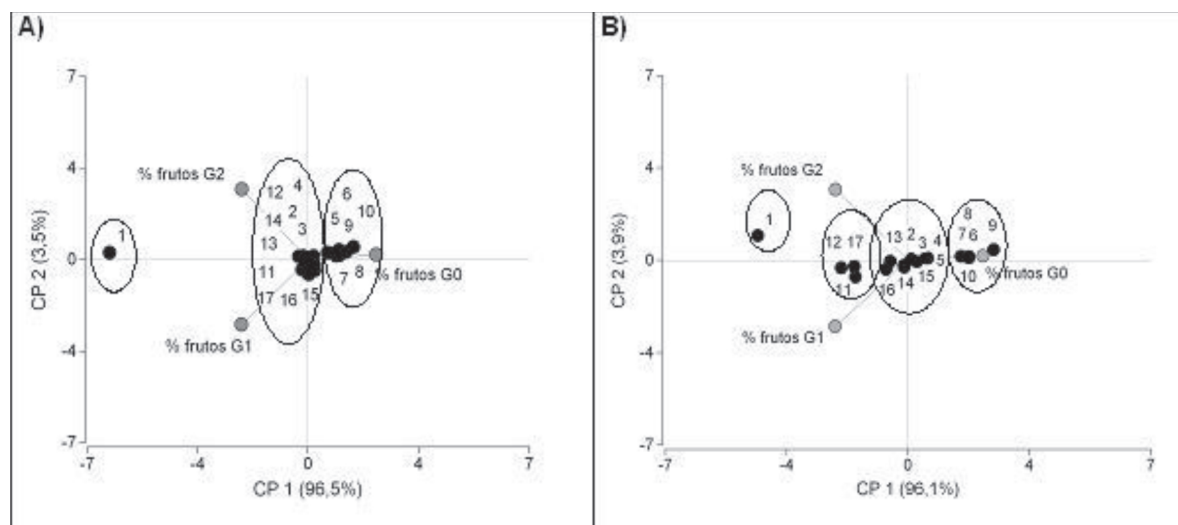 A)
7
4
0
-4
-7
-7
-4
0
4
7
CP 2 (3,5%)
CP 1 (96,5%)
% frutos G2
% frutos G1
% frutos G0
1
12 4
2
14 3
13
11
17 16 15
6
5 10
9
7 8
B)
7
4
0
-4
-7
-7
-4
0
4
7
CP 2 (3,9%)
CP 1 (96,1%)
% frutos G2
% frutos G1
% frutos G0
1
12 17
11
13 2 3 4
5
16 14 15
8
7 6 9
10